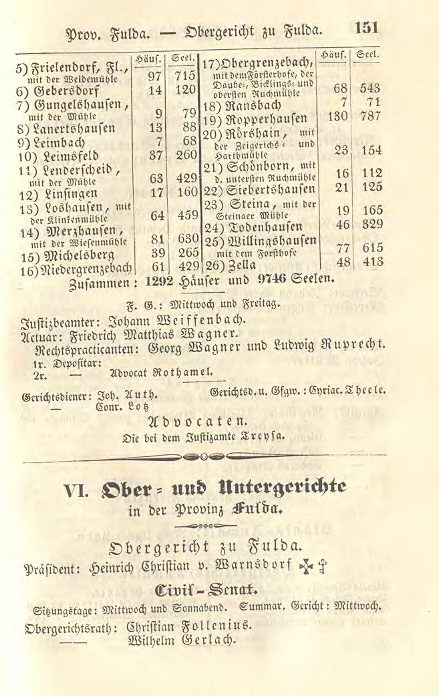 Prov. Fulda. — Obergericht zu Fulda. 151
Häus. Seel.
5) Frielendorf, Fl.,
mit der Weldemühle 97 715
6) Gebersdorf 14 120
7) Gungelshausen,
mit der Mühle 9 79
8) Lanertshausen 13 88
9) Leimbach 7 68
10) Leimsfeld 37 260
11) Lenderscheid,
mit der Mühle 63 429
12) Linsingen 17 160
13) Loshausen, mit
der Klinkenmühle 64 459
14) Merzhausen,
mit der Wiesenmühle 81 630
15) Michelsberg 39 265
16) Niedergrenzebach 61 429
Häus. Seel.
17) Obergrenzebach,
mit dem Försterhofe, der
Daube-, Bicklings- und
obersten Ruchmühle 68 543
18) Ransbach 7 71
19) Ropperhausen 130 787
20) Rörshain, mit
der Zeigerichs- und
Harthmühle 23 154
21) Schönborn, mit
d. untersten Ruchmühle 16 112
22) Siebertshausen 21 125
23) Steina, mit der
Steinaer Mühle 19 165
24) Todenhausen 46 329
25) Willingshausen
mit dem Forsthofe 77 615
26) Zella 48 413
Zusammen: 1292 Häuser und 9746 Seelen.
F. G.: Mittwoch und Freitag.
Justizbeamter: Johann Weiffenbach.
Actuar: Friedrich Matthias Wagner.
Rechtspracticanten: Georg Wagner und Ludwig Ruprecht.
1r. Depositar:
2r. — Advocat Rothamel.
Gerichtsdiener: Joh. Auth. Gerichtsd. u. Gfgw.: Cyriac. Theele.
— Conr. Lotz
Advocaten.
Die bei dem Justizamte Treysa.
VI. Ober- und Untergerichte
in der Provinz Fulda.
Obergericht zu Fulda.
Präsident: Heinrich Christian v. Warnsdorf
Civil-Senat.
Sitzungstage: Mittwoch und Sonnabend. Summar. Gericht: Mittwoch.
Obergerichtsrath: Christian Follenius.
—— Wilhelm Gerlach.